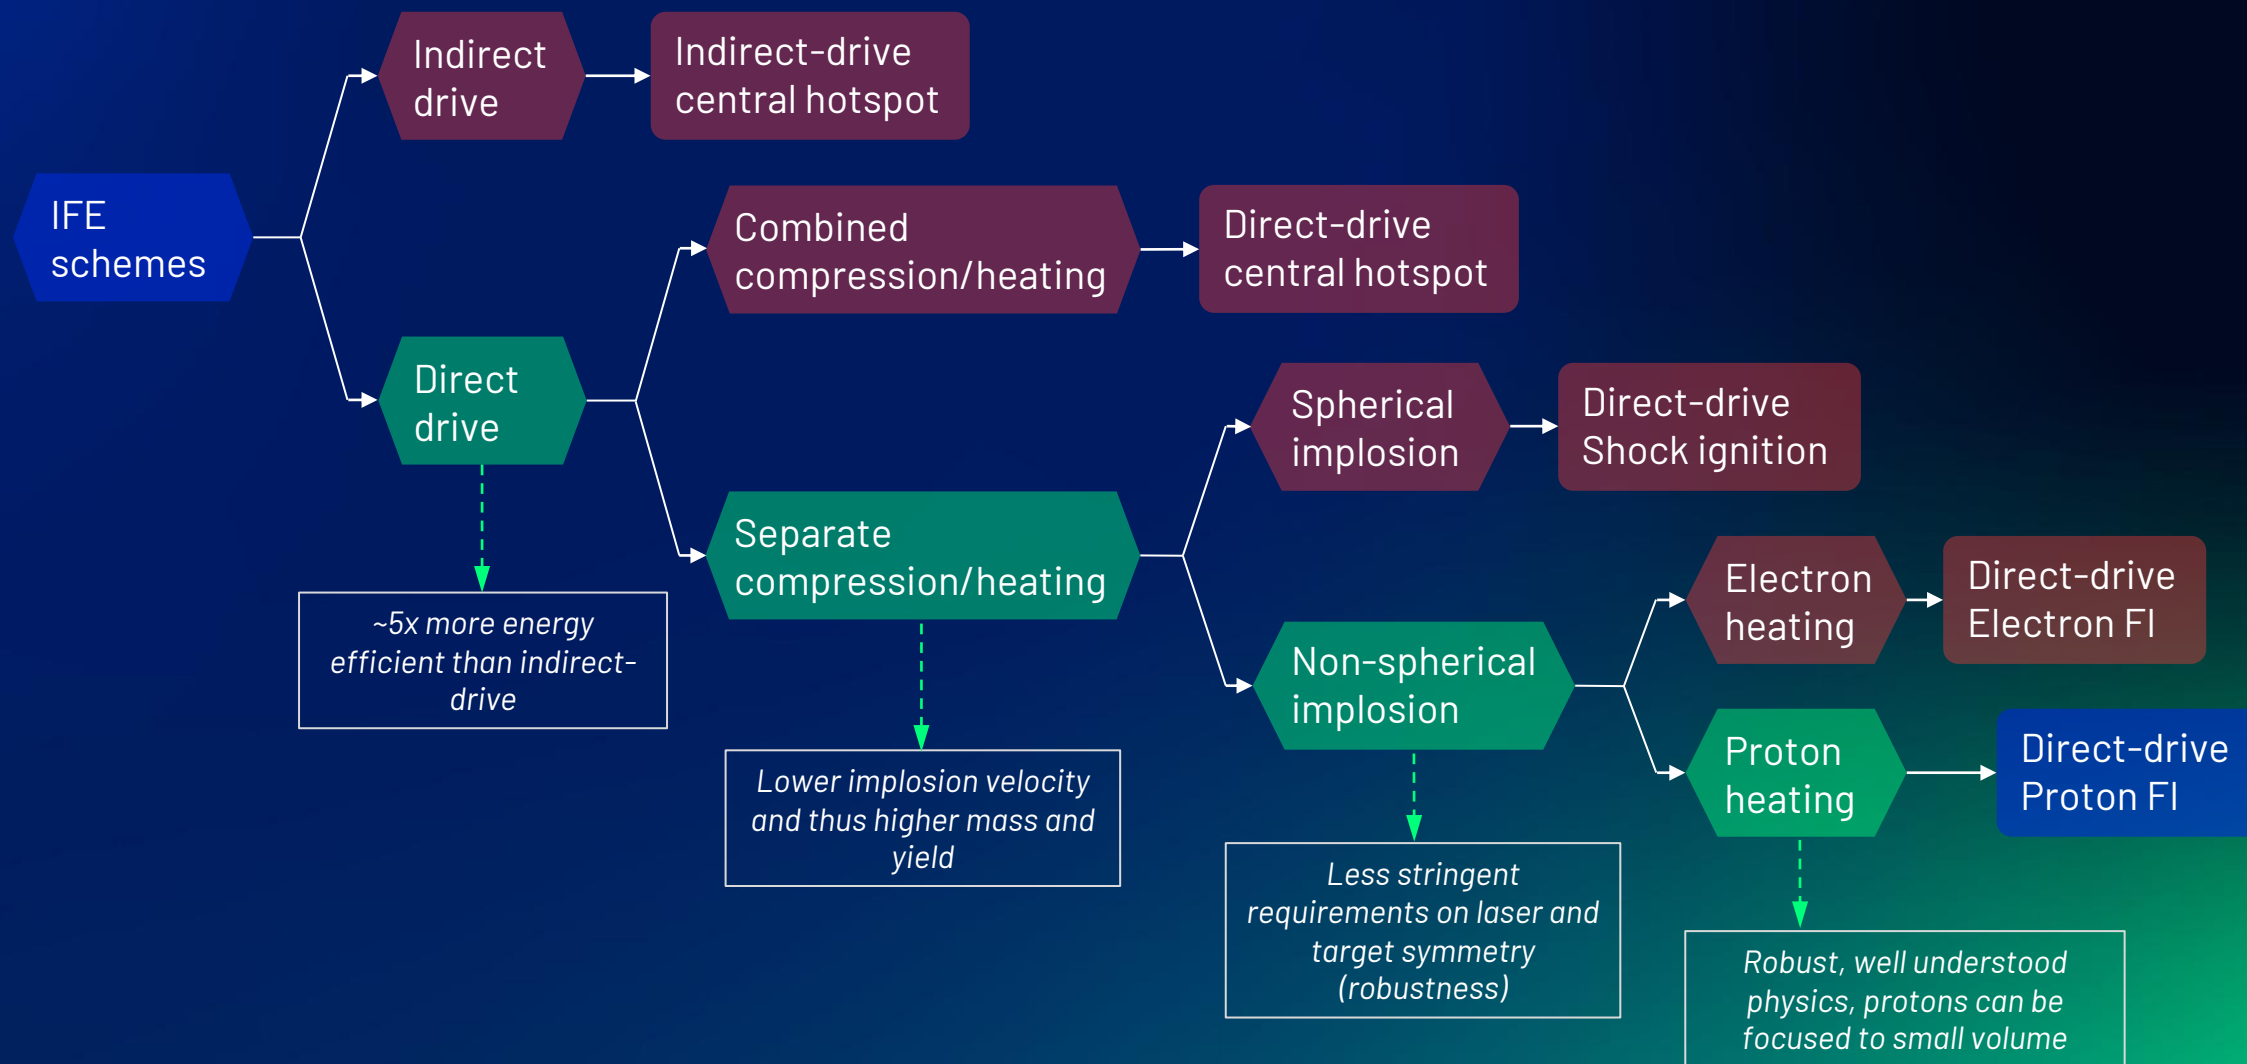 Indirect
drive
Indirect-drive
central hotspot
IFE
schemes
Combined
compression/heating
Direct-drive
central hotspot
Direct
drive
Spherical
implosion
Direct-drive
Shock ignition
Separate
compression/heating
Electron
heating
Direct-drive
Electron FI
~5x more energy
efficient than indirect-
drive
Non-spherical
implosion
Proton
heating
Direct-drive
Proton FI
Lower implosion velocity
and thus higher mass and
yield
Less stringent
requirements on laser and
target symmetry
(robustness)
Robust, well understood
physics, protons can be
focused to small volume